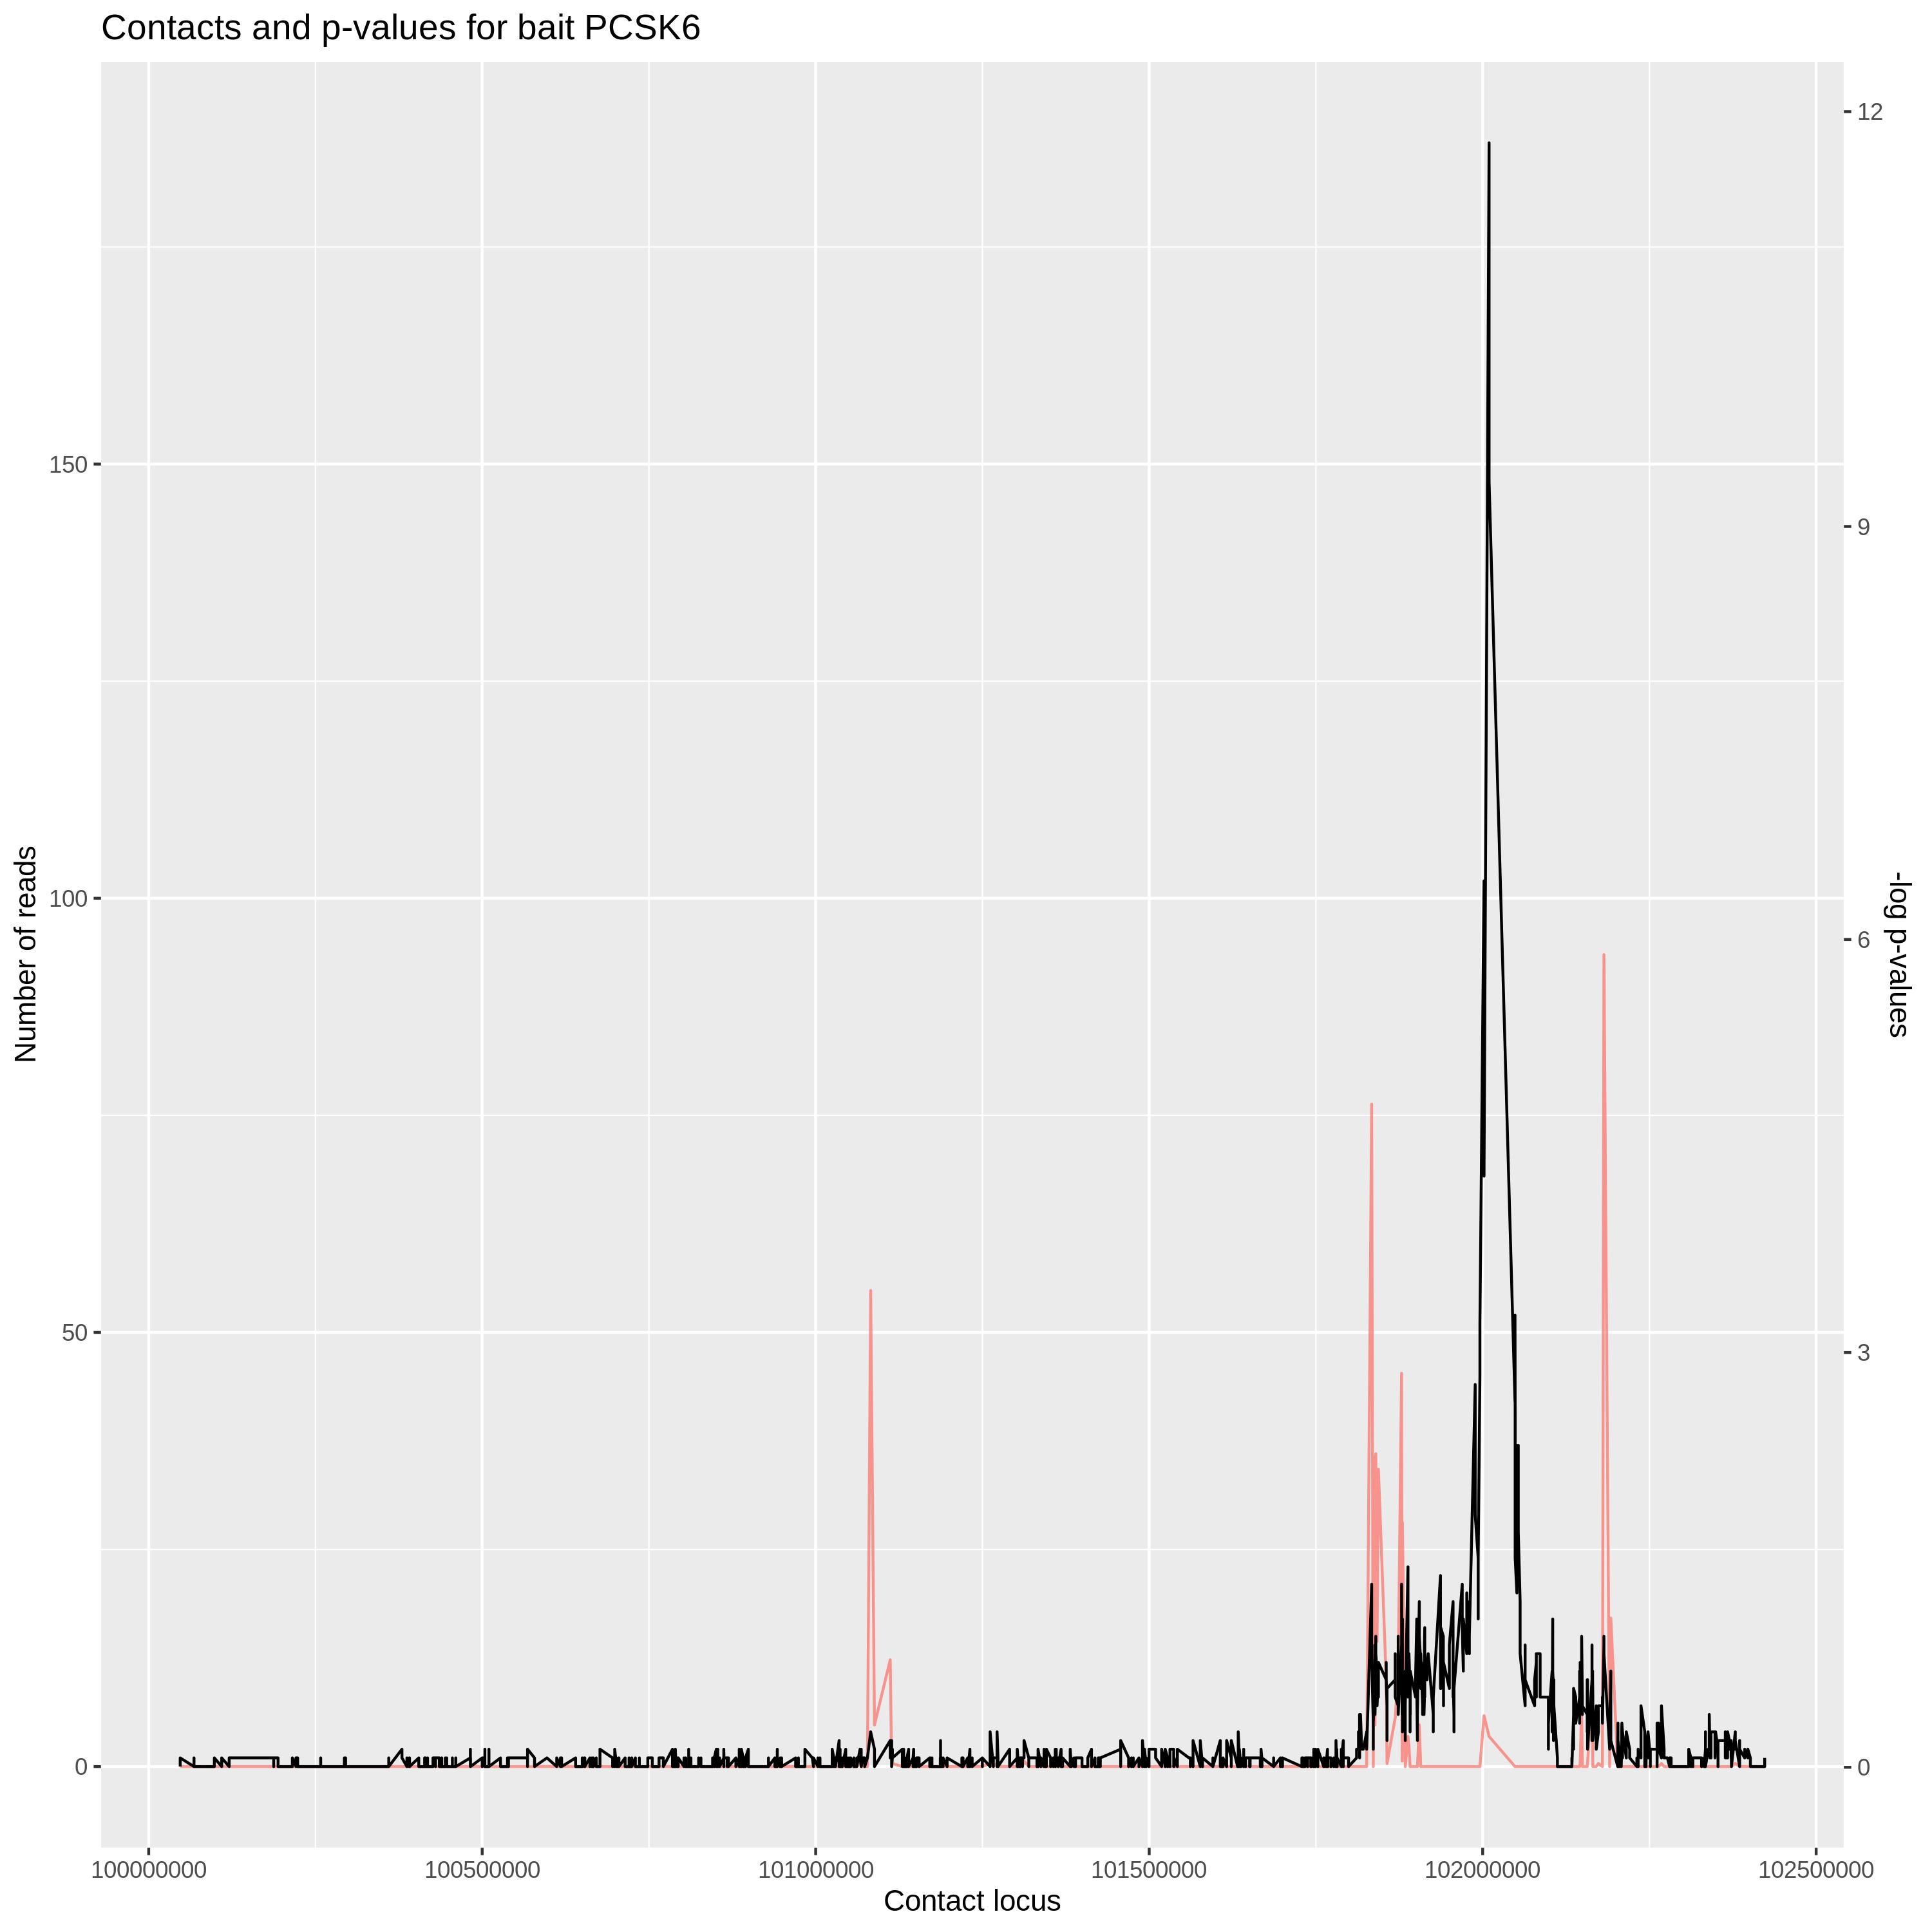 Contacts and p-values for bait PCSK6
Number of reads
150
100
50
0
12
9
6
3
0
-log p-values
100000000 100500000 101000000 101500000 102000000 102500000
Contact locus